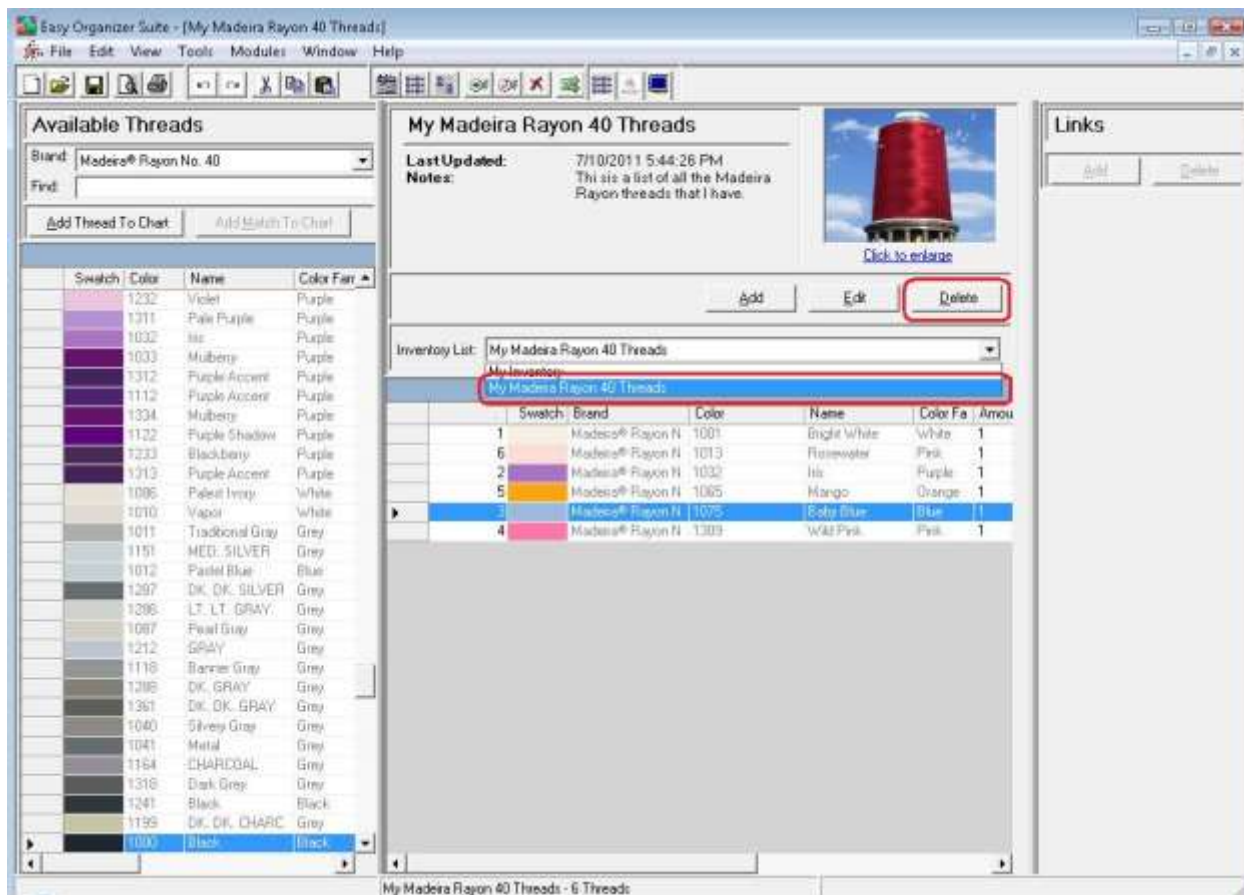 Easy Organizer Suite - [My Madeira Rayon 40 Threads]
File Edit View Tools Modules Window Help
Available Threads
Brand: Madeira® Rayon No. 40
Find:
Add Thread To Chart Add Match To Chart
Swatch Color Name Color Fam
1232 Violet Purple
1311 Pale Purple Purple
1032 Iris Purple
1033 Mulberry Purple
1312 Purple Accent Purple
1112 Purple Accent Purple
1334 Mulberry Purple
1122 Purple Shadow Purple
1233 Blackberry Purple
1313 Purple Accent Purple
1086 Palest Ivory White
1010 Vapor White
1011 Traditional Gray Grey
1151 MED. SILVER Grey
1012 Pastel Blue Blue
1287 DK. DK. SILVER Grey
1286 LT. LT. GRAY Grey
1087 Pearl Gray Grey
1212 GRAY Grey
1118 Banner Gray Grey
1288 DK. GRAY Grey
1361 DK. DK. GRAY Grey
1040 Silvery Gray Grey
1041 Metal Grey
1164 CHARCOAL Grey
1318 Dark Grey Grey
1241 Black Black
1199 DK. DK. CHARC Grey
1000 Black Black
My Madeira Rayon 40 Threads
Last Updated: 7/10/2011 5:44:26 PM
Notes: Thi sis a list of all the Madeira
Rayon threads that I have.
Click to enlarge
Add Edit Delete
Inventory List: My Madeira Rayon 40 Threads
My Inventory
My Madeira Rayon 40 Threads
Swatch Brand Color Name Color Fa Amou
1 Madeira® Rayon N 1001 Bright White White 1
6 Madeira® Rayon N 1013 Rosewater Pink 1
2 Madeira® Rayon N 1032 Iris Purple 1
5 Madeira® Rayon N 1065 Mango Orange 1
3 Madeira® Rayon N 1075 Baby Blue Blue 1
4 Madeira® Rayon N 1309 Wild Pink Pink 1
Links
Add Delete
My Madeira Rayon 40 Threads - 6 Threads